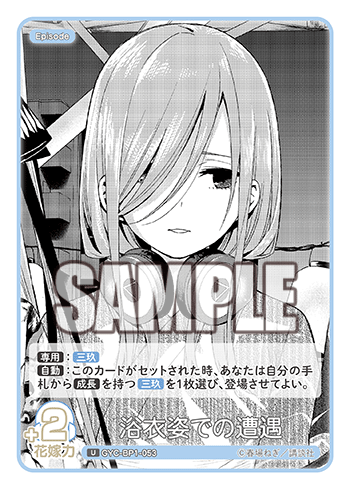 Episode
SAMPLE
専用:三玖
自動:このカードがセットされた時、あなたは自分の手
札から 成長 を持つ 三玖 を1枚選び、登場させてよい。
+2
花嫁力
浴衣姿での遭遇
U GYC-BP1-053
©春場ねぎ/講談社